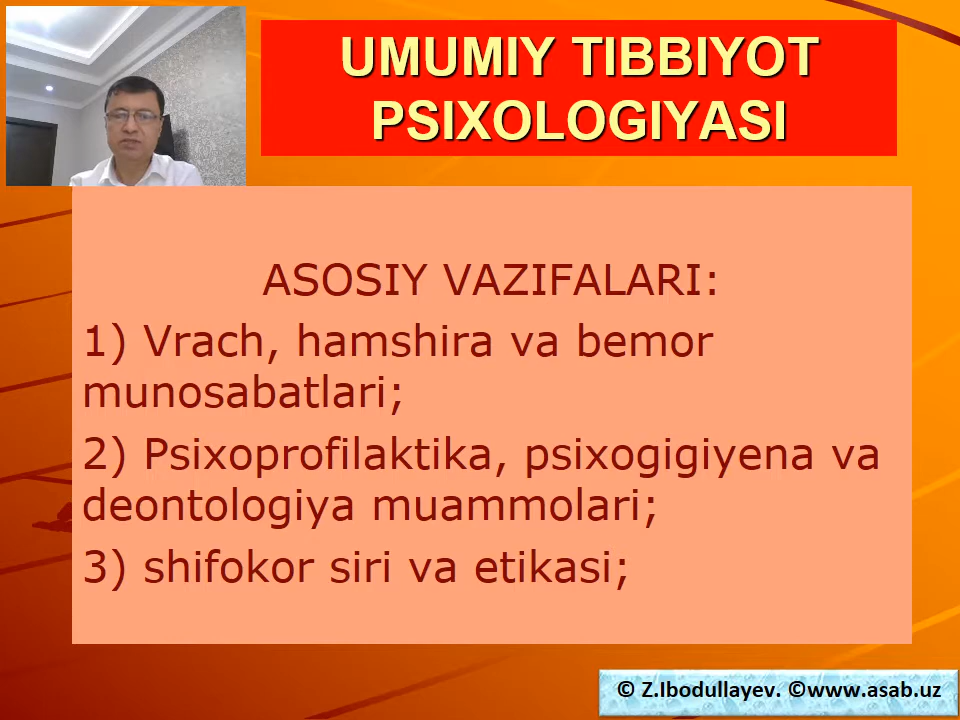 UMUMIY TIBBIYOT
PSIXOLOGIYASI
ASOSIY VAZIFALARI:
1) Vrach, hamshira va bemor
munosabatlari;
2) Psixoprofilaktika, psixogigiyena va
deontologiya muammolari;
3) shifokor siri va etikasi;
© Z.Ibodullayev. ©www.asab.uz